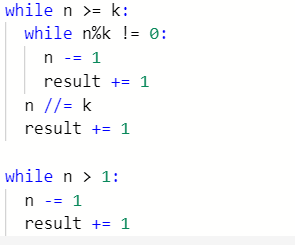 while n >= k:
  while n%k != 0:
    n -= 1
    result += 1
  n //= k
  result += 1

while n > 1:
  n -= 1
  result += 1